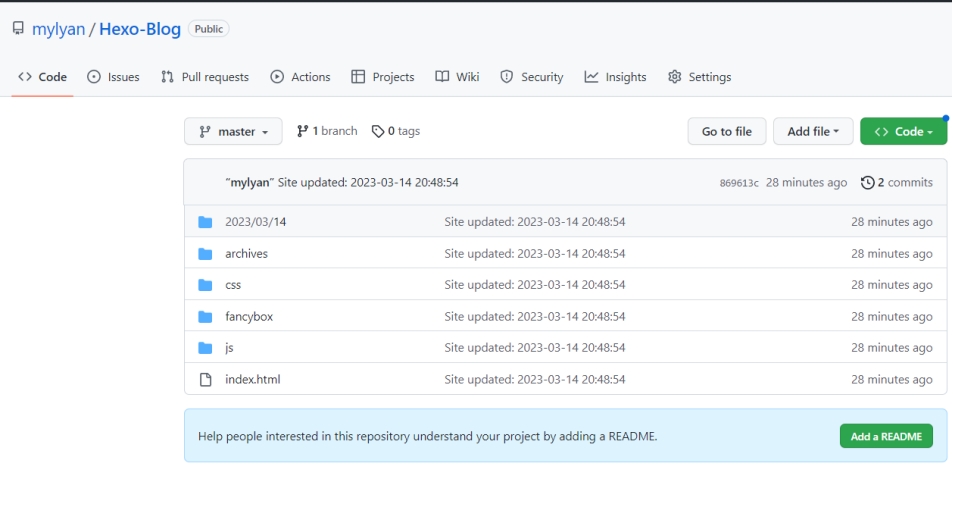 mylyan / Hexo-Blog Public
Code Issues Pull requests Actions Projects Wiki Security Insights Settings
master 1 branch 0 tags Go to file Add file Code
"mylyan" Site updated: 2023-03-14 20:48:54 869613c 28 minutes ago 2 commits
2023/03/14 Site updated: 2023-03-14 20:48:54 28 minutes ago
archives Site updated: 2023-03-14 20:48:54 28 minutes ago
css Site updated: 2023-03-14 20:48:54 28 minutes ago
fancybox Site updated: 2023-03-14 20:48:54 28 minutes ago
js Site updated: 2023-03-14 20:48:54 28 minutes ago
index.html Site updated: 2023-03-14 20:48:54 28 minutes ago
Help people interested in this repository understand your project by adding a README. Add a README